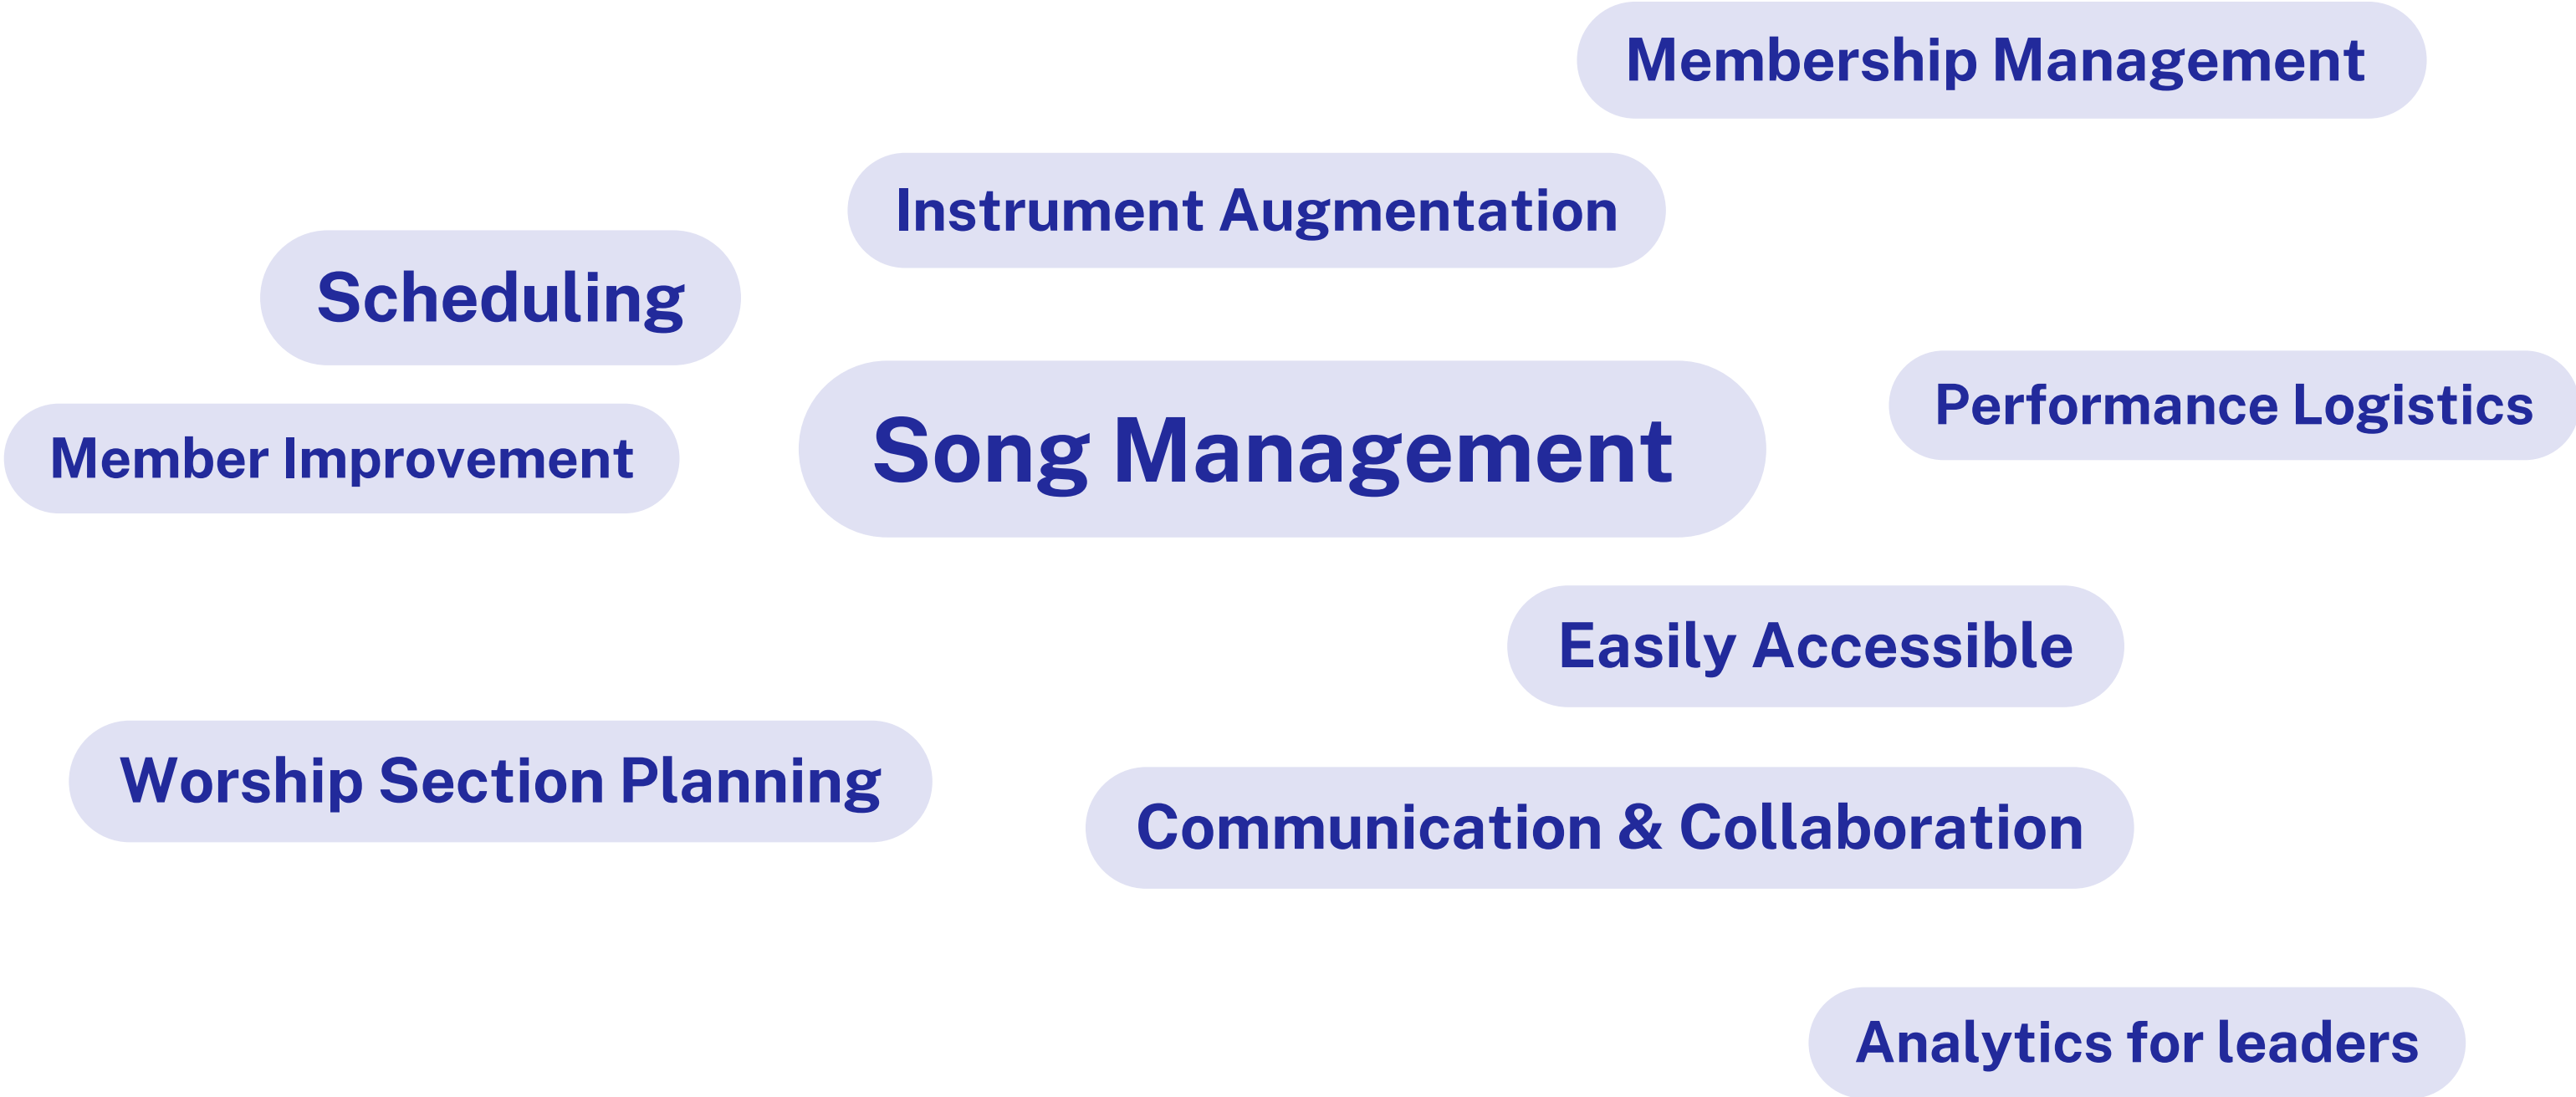 Membership Management
Instrument Augmentation
Scheduling
Performance Logistics
Song Management
Member Improvement
Easily Accessible
Worship Section Planning
Communication & Collaboration
Analytics for leaders